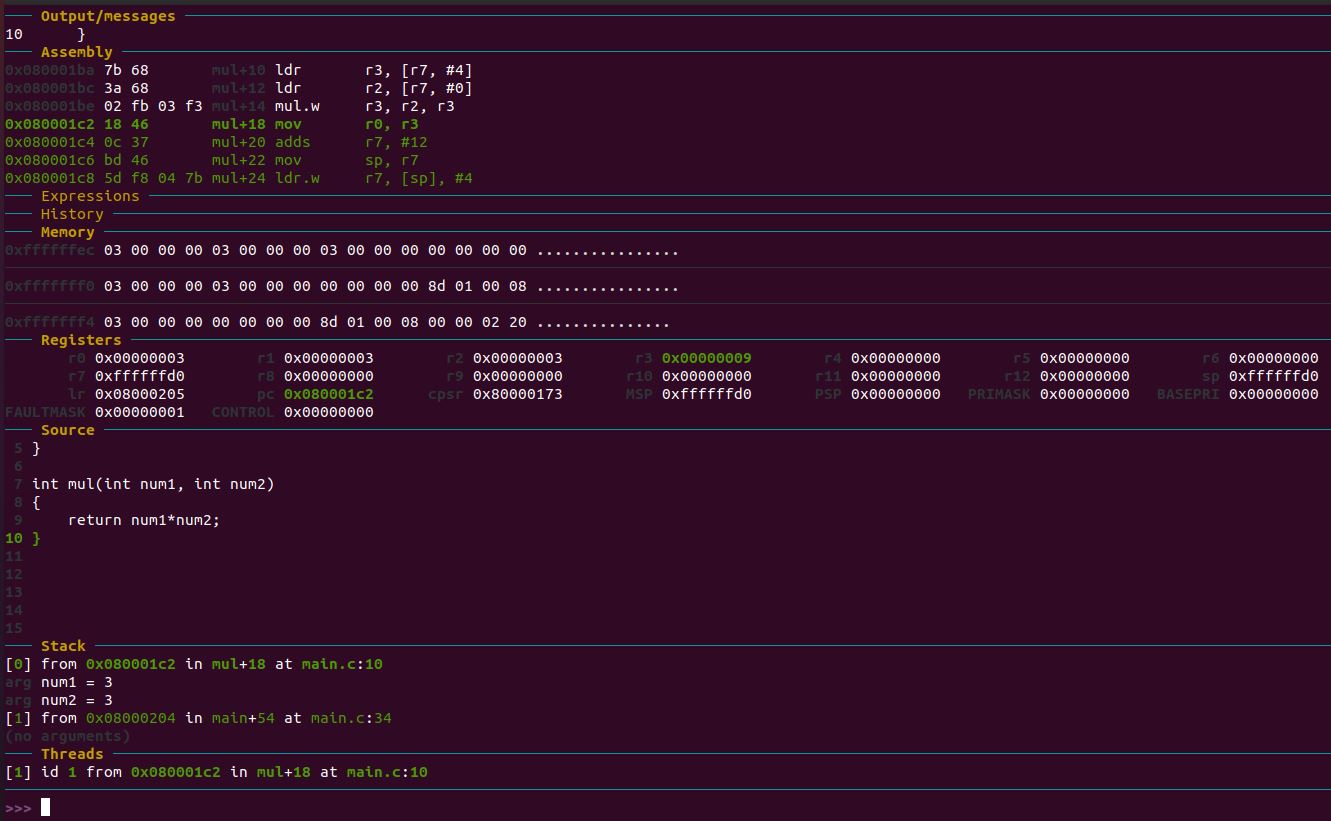 Output/messages
10      }
Assembly
0x080001ba 7b 68       mul+10 ldr       r3, [r7, #4]
0x080001bc 3a 68       mul+12 ldr       r2, [r7, #0]
0x080001be 02 fb 03 f3 mul+14 mul.w     r3, r2, r3
0x080001c2 18 46       mul+18 mov       r0, r3
0x080001c4 0c 37       mul+20 adds      r7, #12
0x080001c6 bd 46       mul+22 mov       sp, r7
0x080001c8 5d f8 04 7b mul+24 ldr.w     r7, [sp], #4
Expressions
History
Memory
0xffffffec 03 00 00 00 03 00 00 00 03 00 00 00 00 00 00 00 ................
0xfffffff0 03 00 00 00 03 00 00 00 00 00 00 00 8d 01 00 08 ................
0xfffffff4 03 00 00 00 00 00 00 00 8d 01 00 08 00 00 02 20 ...............
Registers
r0 0x00000003 r1 0x00000003 r2 0x00000003 r3 0x00000009 r4 0x00000000 r5 0x00000000 r6 0x00000000
r7 0xffffffd0 r8 0x00000000 r9 0x00000000 r10 0x00000000 r11 0x00000000 r12 0x00000000 sp 0xffffffd0
lr 0x08000205 pc 0x080001c2 cpsr 0x80000173 MSP 0xffffffd0 PSP 0x00000000 PRIMASK 0x00000000 BASEPRI 0x00000000
FAULTMASK 0x00000001 CONTROL 0x00000000
Source
5 }
6
7 int mul(int num1, int num2)
8 {
9     return num1*num2;
10 }
11
12
13
14
15
Stack
[0] from 0x080001c2 in mul+18 at main.c:10
arg num1 = 3
arg num2 = 3
[1] from 0x08000204 in main+54 at main.c:34
(no arguments)
Threads
[1] id 1 from 0x080001c2 in mul+18 at main.c:10
>>>